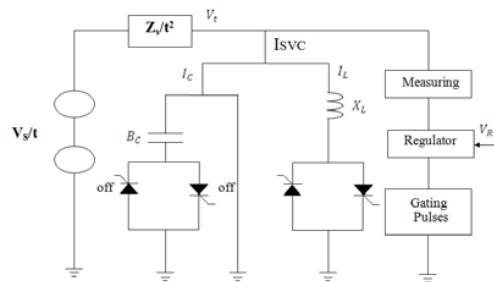 Zs/t²
Vt
ISVC
IC
IL
Measuring
XL
VS/t
BC
Regulator
VR
off
off
Gating
Pulses